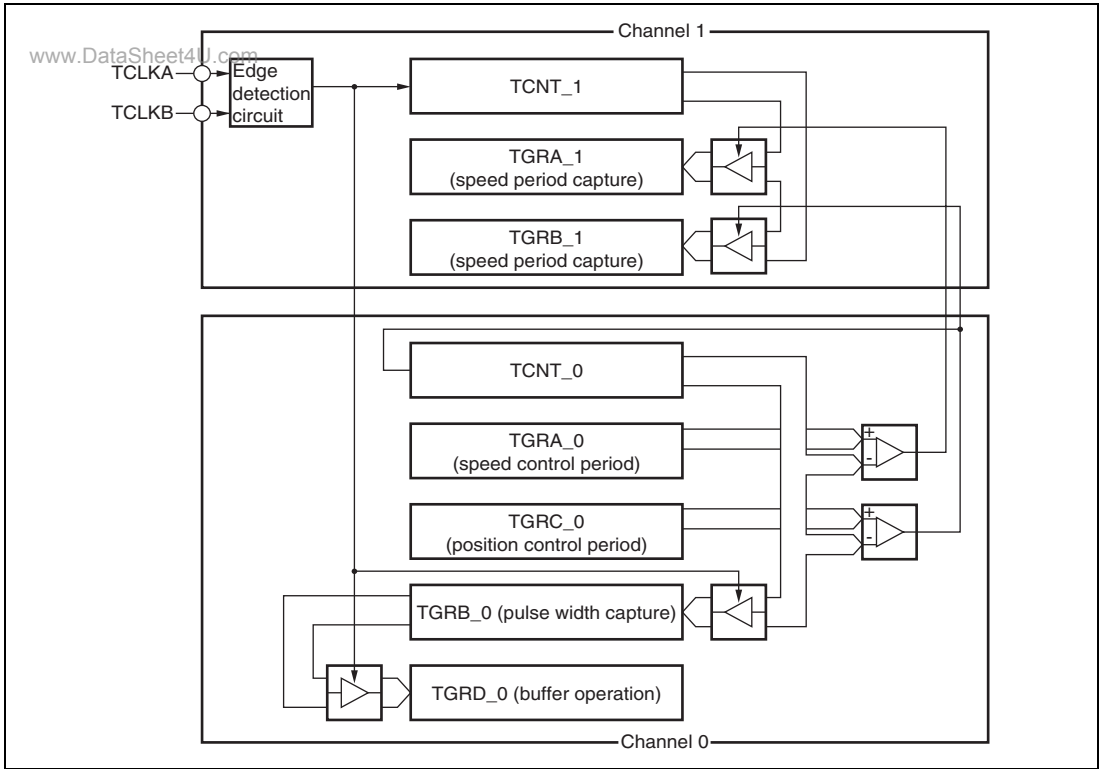 Channel 1
www.DataSheet4U.com
TCLKA
TCLKB
Edge
detection
circuit
TCNT_1
TGRA_1
(speed period capture)
TGRB_1
(speed period capture)
TCNT_0
TGRA_0
(speed control period)
+
-
TGRC_0
(position control period)
+
-
TGRB_0 (pulse width capture)
TGRD_0 (buffer operation)
Channel 0